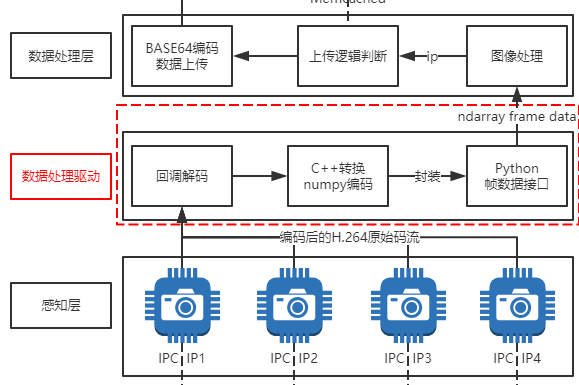 Memcached
数据处理层
BASE64编码
数据上传
上传逻辑判断
ip
图像处理
ndarray frame data
数据处理驱动
回调解码
C++转换
numpy编码
封装
Python
帧数据接口
编码后的H.264原始码流
感知层
IPC IP1
IPC IP2
IPC IP3
IPC IP4